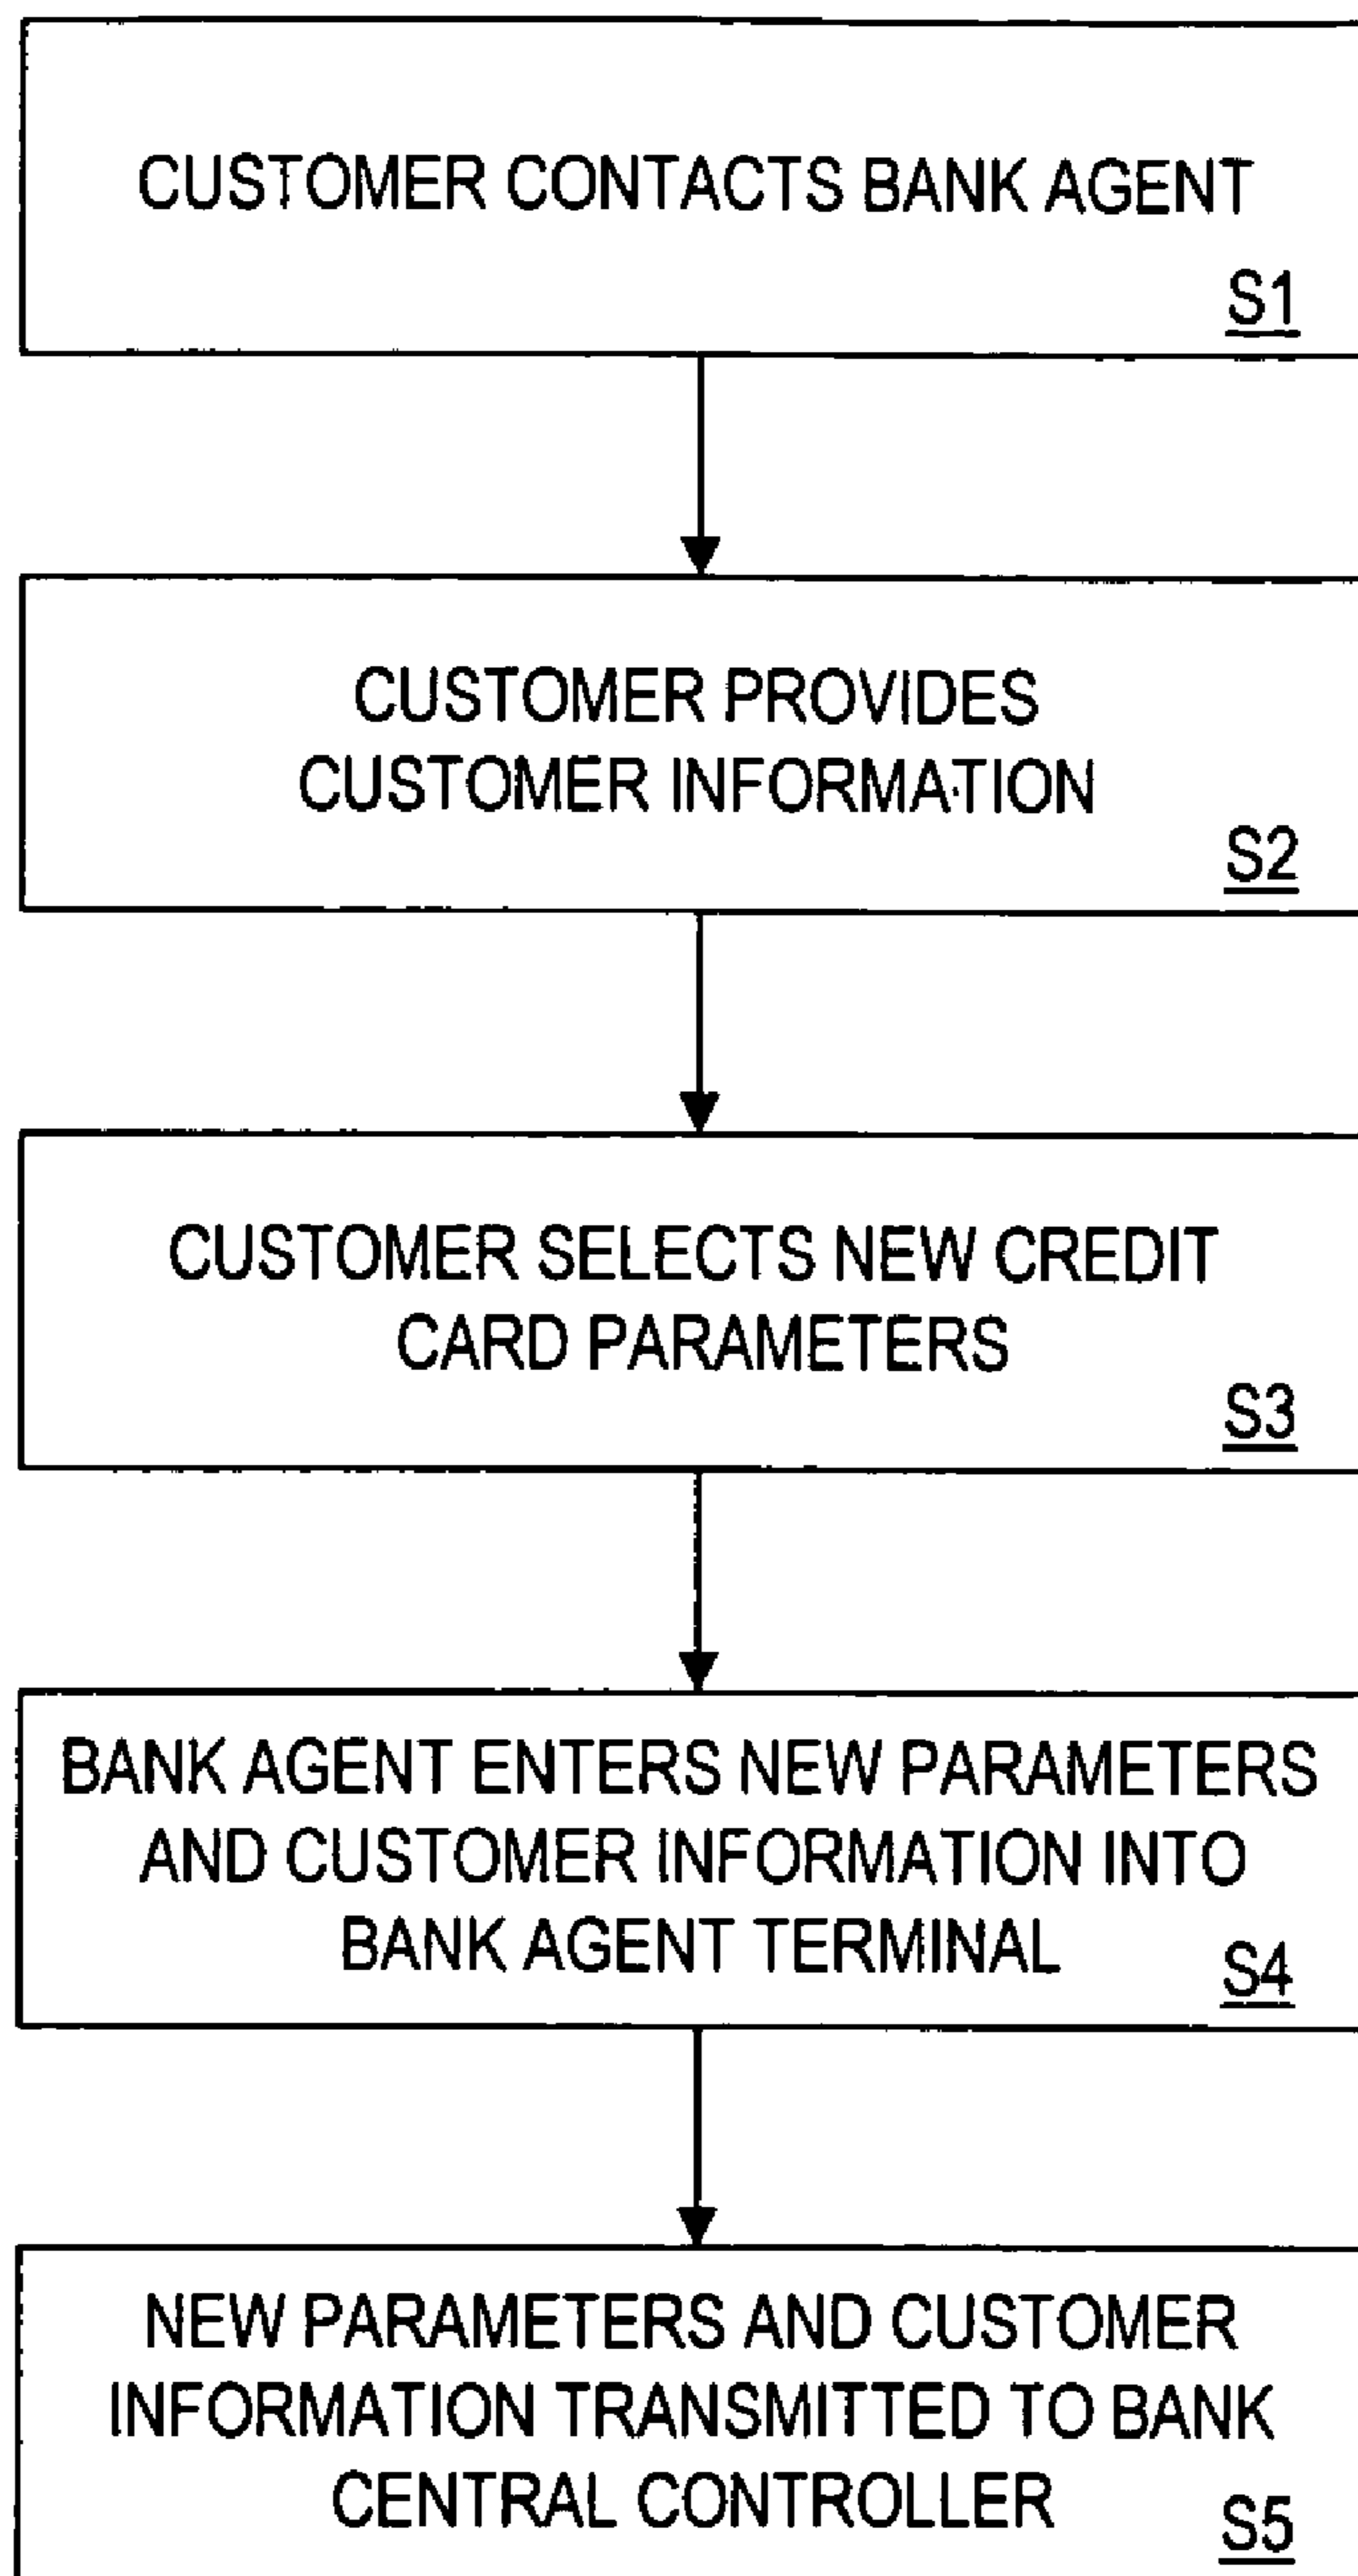 CUSTOMER CONTACTS BANK AGENT
S1
CUSTOMER PROVIDES
CUSTOMER INFORMATION
S2
CUSTOMER SELECTS NEW CREDIT
CARD PARAMETERS
S3
BANK AGENT ENTERS NEW PARAMETERS
AND CUSTOMER INFORMATION INTO
BANK AGENT TERMINAL
S4
NEW PARAMETERS AND CUSTOMER
INFORMATION TRANSMITTED TO BANK
CENTRAL CONTROLLER
S5